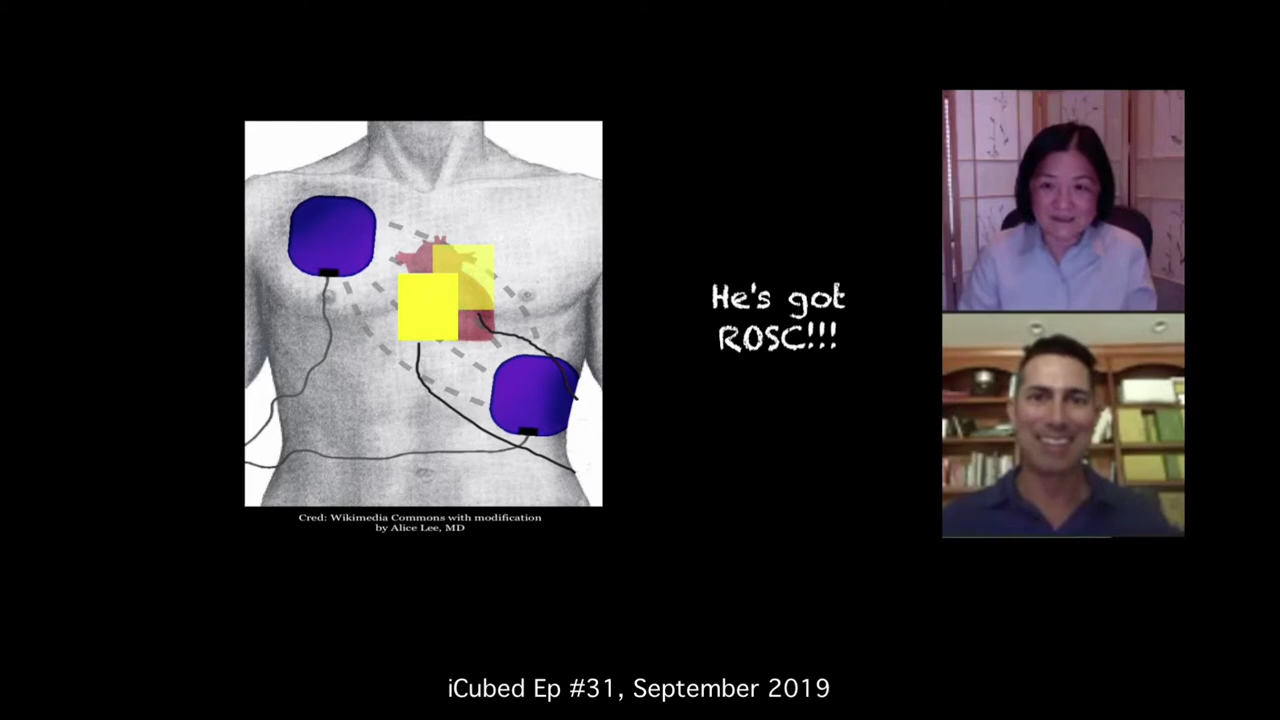 He's got
ROSC!!!
Cred: Wikimedia Commons with modification
by Alice Lee, MD
iCubed Ep #31, September 2019